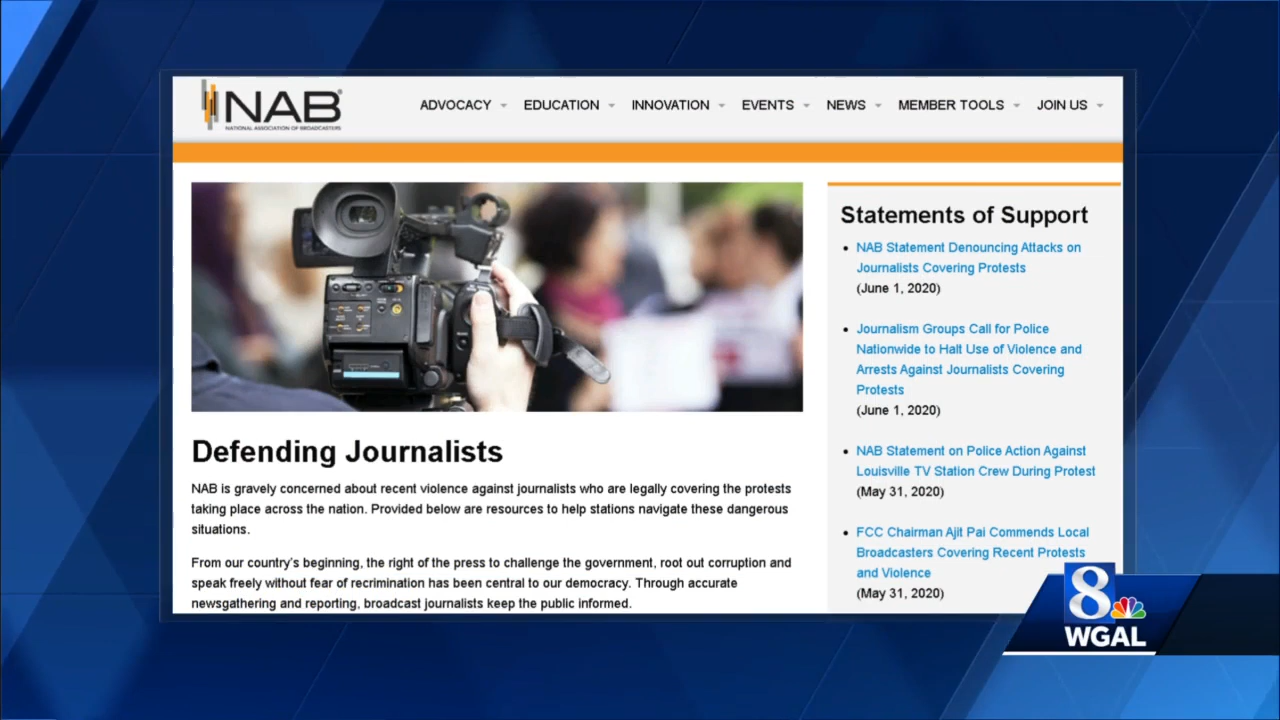 NAB®
NATIONAL ASSOCIATION OF BROADCASTERS
ADVOCACY EDUCATION INNOVATION EVENTS NEWS MEMBER TOOLS JOIN US
Defending Journalists
NAB is gravely concerned about recent violence against journalists who are legally covering the protests
taking place across the nation. Provided below are resources to help stations navigate these dangerous
situations.
From our country's beginning, the right of the press to challenge the government, root out corruption and
speak freely without fear of recrimination has been central to our democracy. Through accurate
newsgathering and reporting, broadcast journalists keep the public informed.
Statements of Support
• NAB Statement Denouncing Attacks on
Journalists Covering Protests
(June 1, 2020)
• Journalism Groups Call for Police
Nationwide to Halt Use of Violence and
Arrests Against Journalists Covering
Protests
(June 1, 2020)
• NAB Statement on Police Action Against
Louisville TV Station Crew During Protest
(May 31, 2020)
• FCC Chairman Ajit Pai Commends Local
Broadcasters Covering Recent Protests
and Violence
(May 31, 2020)
8
WGAL